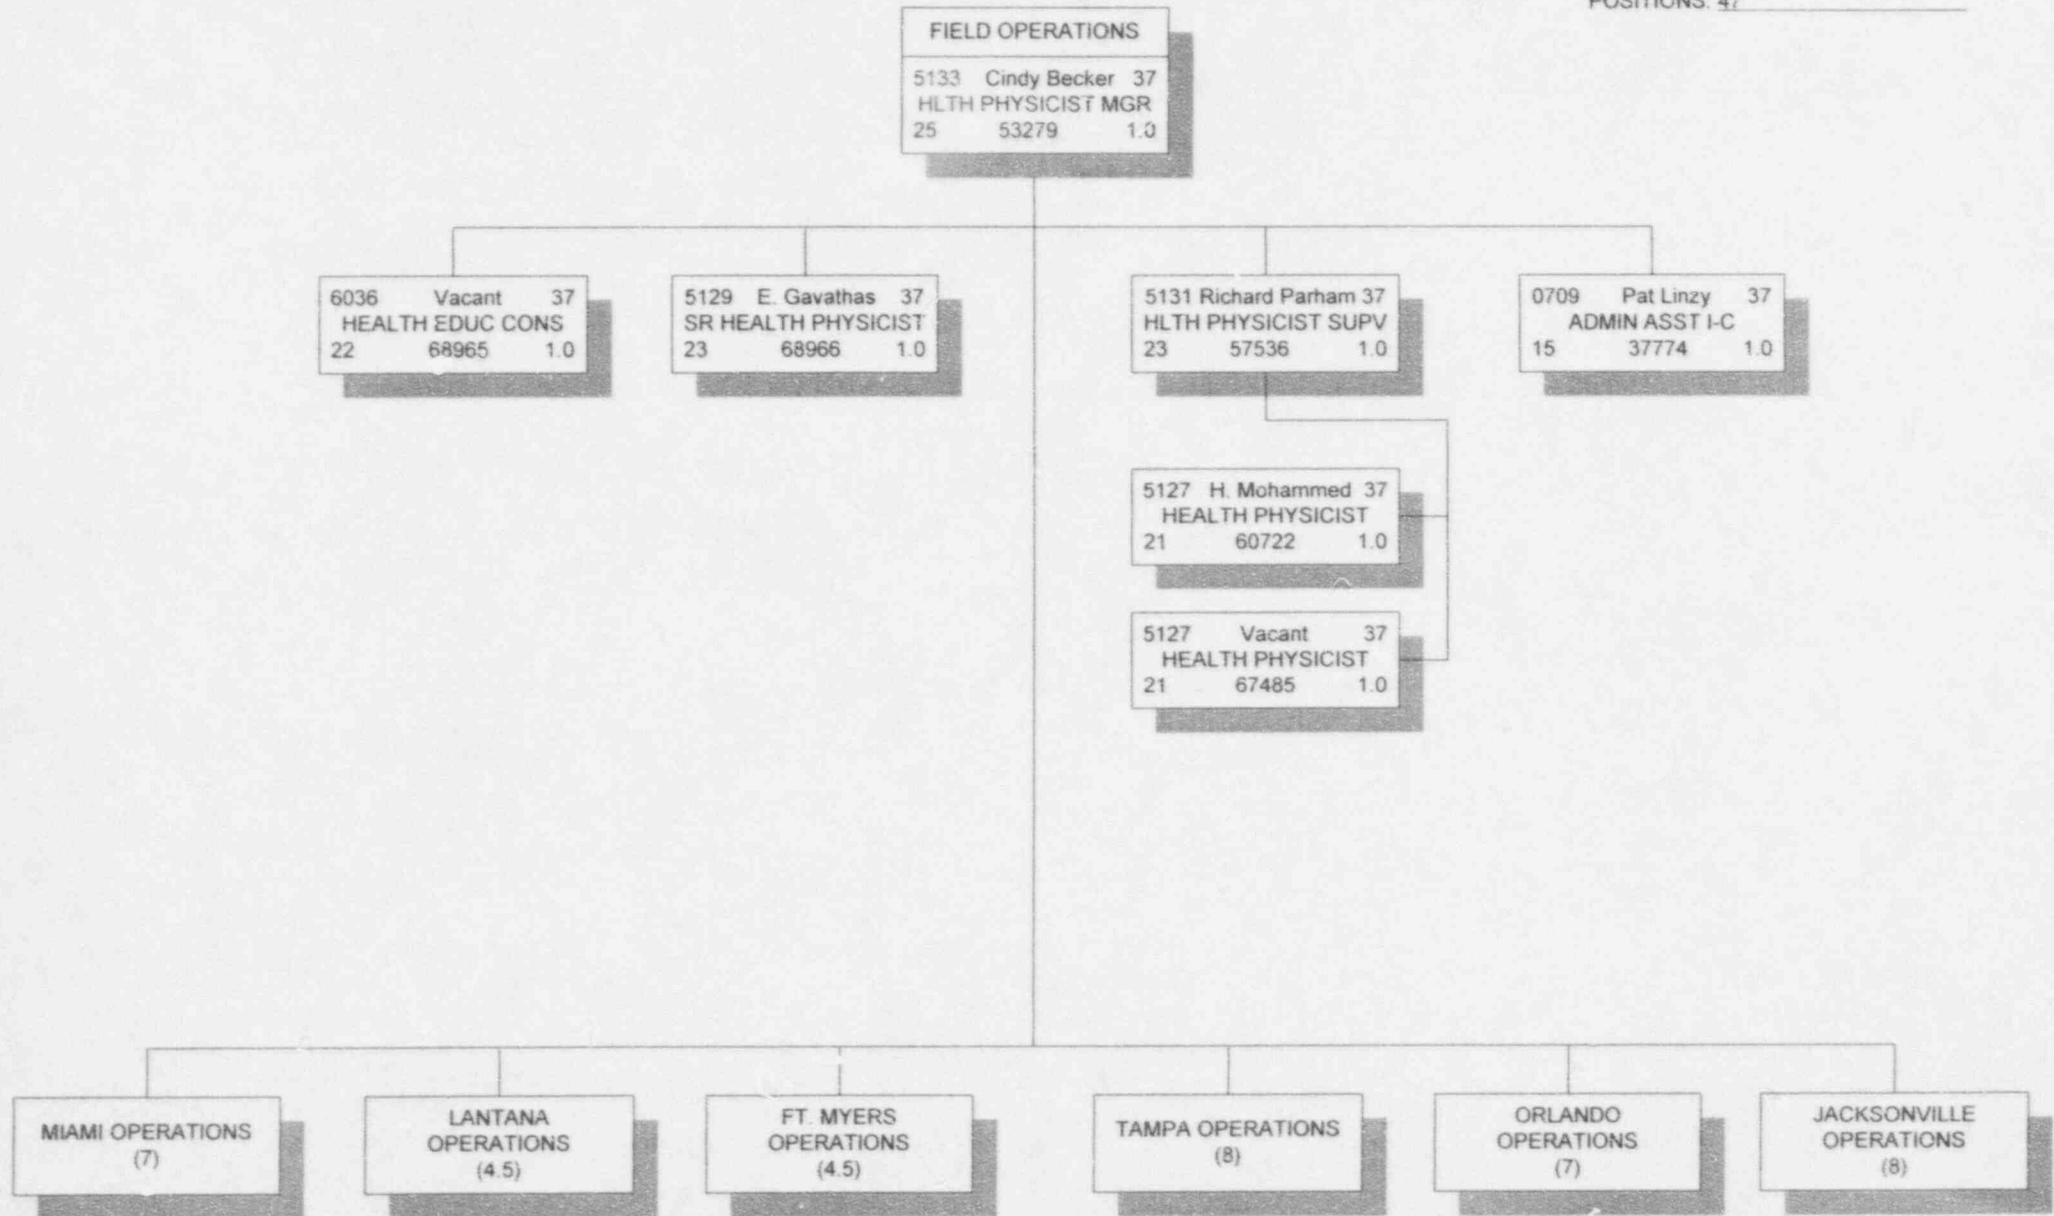 POSITIONS: 47
FIELD OPERATIONS
5133 Cindy Becker 37
HLTH PHYSICIST MGR
25 53279 1.0
6036 Vacant 37
HEALTH EDUC CONS
22 68965 1.0
5129 E. Gavathas 37
SR HEALTH PHYSICIST
23 68966 1.0
5131 Richard Parham 37
HLTH PHYSICIST SUPV
23 57536 1.0
0709 Pat Linzy 37
ADMIN ASST I-C
15 37774 1.0
5127 H. Mohammed 37
HEALTH PHYSICIST
21 60722 1.0
5127 Vacant 37
HEALTH PHYSICIST
21 67485 1.0
MIAMI OPERATIONS
(7)
LANTANA
OPERATIONS
(4.5)
FT. MYERS
OPERATIONS
(4.5)
TAMPA OPERATIONS
(8)
ORLANDO
OPERATIONS
(7)
JACKSONVILLE
OPERATIONS
(8)